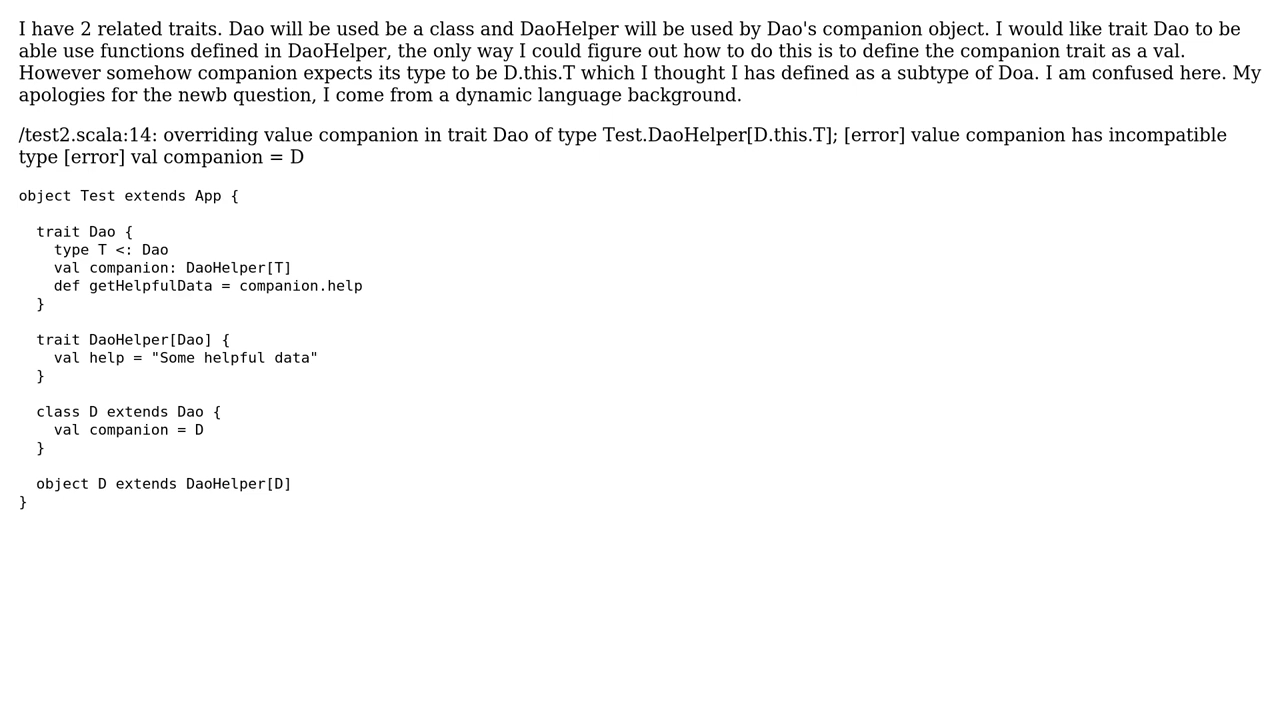 I have 2 related traits. Dao will be used be a class and DaoHelper will be used by Dao's companion object. I would like trait Dao to be
able use functions defined in DaoHelper, the only way I could figure out how to do this is to define the companion trait as a val.
However somehow companion expects its type to be D.this.T which I thought I has defined as a subtype of Doa. I am confused here. My
apologies for the newb question, I come from a dynamic language background.
/test2.scala:14: overriding value companion in trait Dao of type Test.DaoHelper[D.this.T]; [error] value companion has incompatible
type [error] val companion = D
object Test extends App {
  trait Dao {
    type T <: Dao
    val companion: DaoHelper[T]
    def getHelpfulData = companion.help
  }
  trait DaoHelper[Dao] {
    val help = "Some helpful data"
  }
  class D extends Dao {
    val companion = D
  }
  object D extends DaoHelper[D]
}